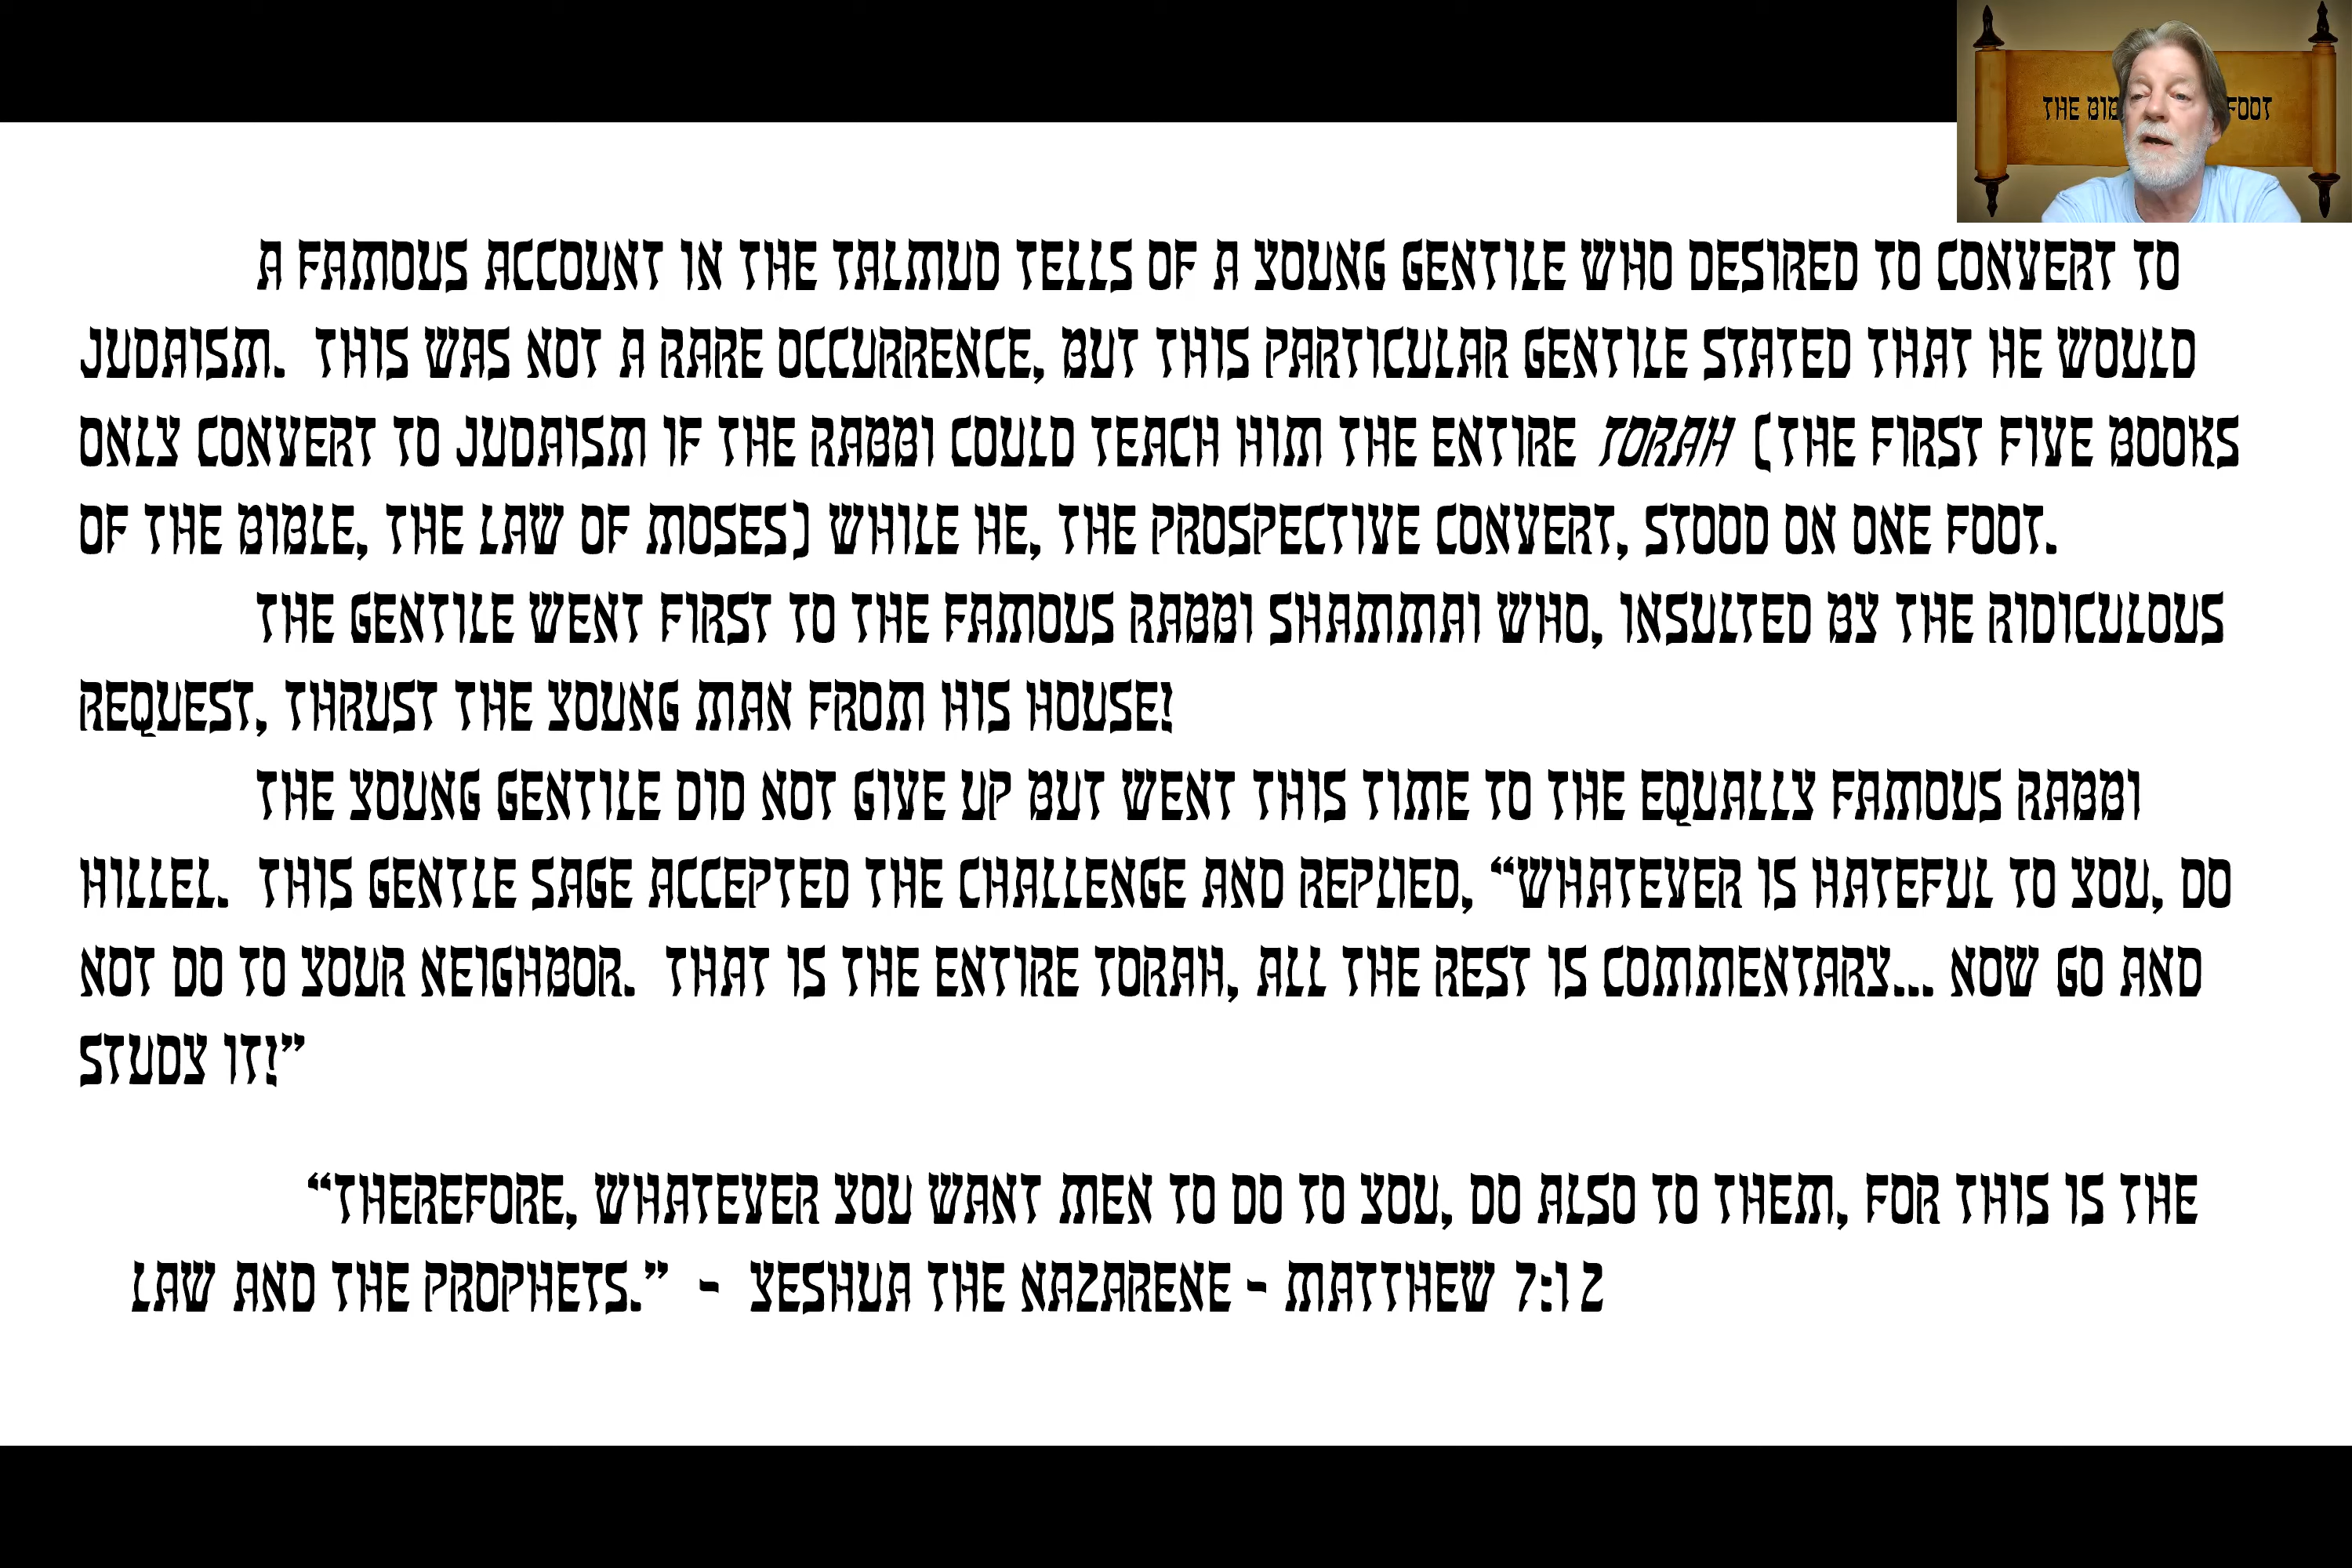 THE BIB FOOT
A FAMOUS ACCOUNT IN THE TALMUD TELLS OF A YOUNG GENTILE WHO DESIRED TO CONVERT TO
JUDAISM. THIS WAS NOT A RARE OCCURRENCE, BUT THIS PARTICULAR GENTILE STATED THAT HE WOULD
ONLY CONVERT TO JUDAISM IF THE RABBI COULD TEACH HIM THE ENTIRE TORAH (THE FIRST FIVE BOOKS
OF THE BIBLE, THE LAW OF MOSES) WHILE HE, THE PROSPECTIVE CONVERT, STOOD ON ONE FOOT.
THE GENTILE WENT FIRST TO THE FAMOUS RABBI SHAMMAI WHO, INSULTED BY THE RIDICULOUS
REQUEST, THRUST THE YOUNG MAN FROM HIS HOUSE!
THE YOUNG GENTILE DID NOT GIVE UP BUT WENT THIS TIME TO THE EQUALLY FAMOUS RABBI
HILLEL. THIS GENTLE SAGE ACCEPTED THE CHALLENGE AND REPLIED, “WHATEVER IS HATEFUL TO YOU, DO
NOT DO TO YOUR NEIGHBOR. THAT IS THE ENTIRE TORAH, ALL THE REST IS COMMENTARY... NOW GO AND
STUDY IT!”
“THEREFORE, WHATEVER YOU WANT MEN TO DO TO YOU, DO ALSO TO THEM, FOR THIS IS THE
LAW AND THE PROPHETS.” - YESHUA THE NAZARENE - MATTHEW 7:12